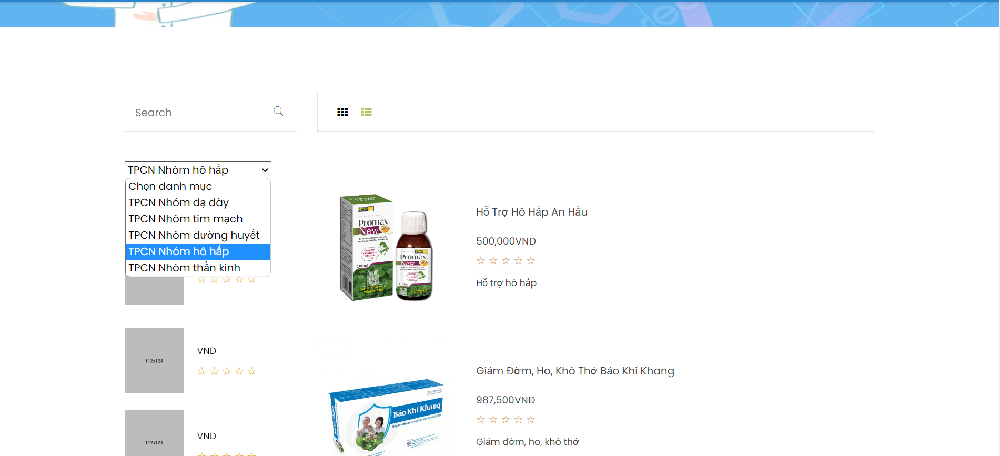 Search
TPCN Nhóm hô hấp
Chọn danh mục
TPCN Nhóm dạ dày
TPCN Nhóm tim mạch
TPCN Nhóm đường huyết
TPCN Nhóm hô hấp
TPCN Nhóm thần kinh
112x124
VND
112x124
VND
Promax
New
100ml
Promax
New
100ml
Hỗ Trợ Hô Hấp An Hầu
500,000VNĐ
Hỗ trợ hô hấp
Bảo Khí Khang
Giảm Đờm, Ho, Khó Thở Bảo Khí Khang
987,500VNĐ
Giảm đờm, ho, khó thở